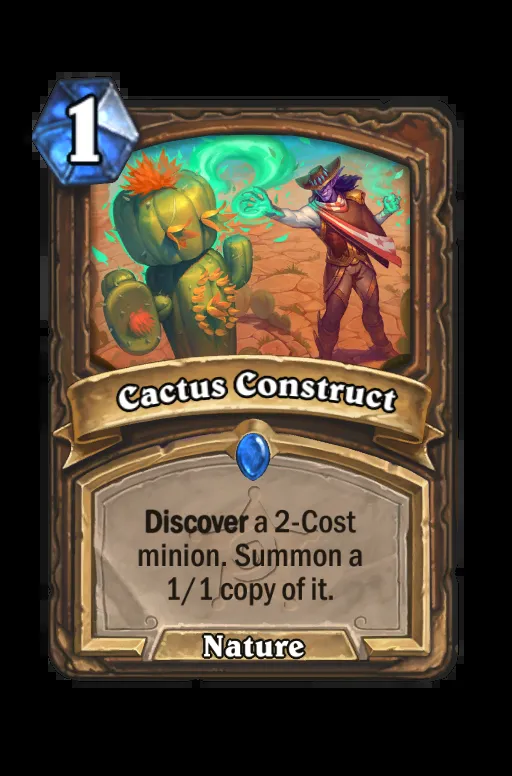 1
Cactus Construct
Discover a 2-Cost
minion. Summon a
1/1 copy of it.
Nature